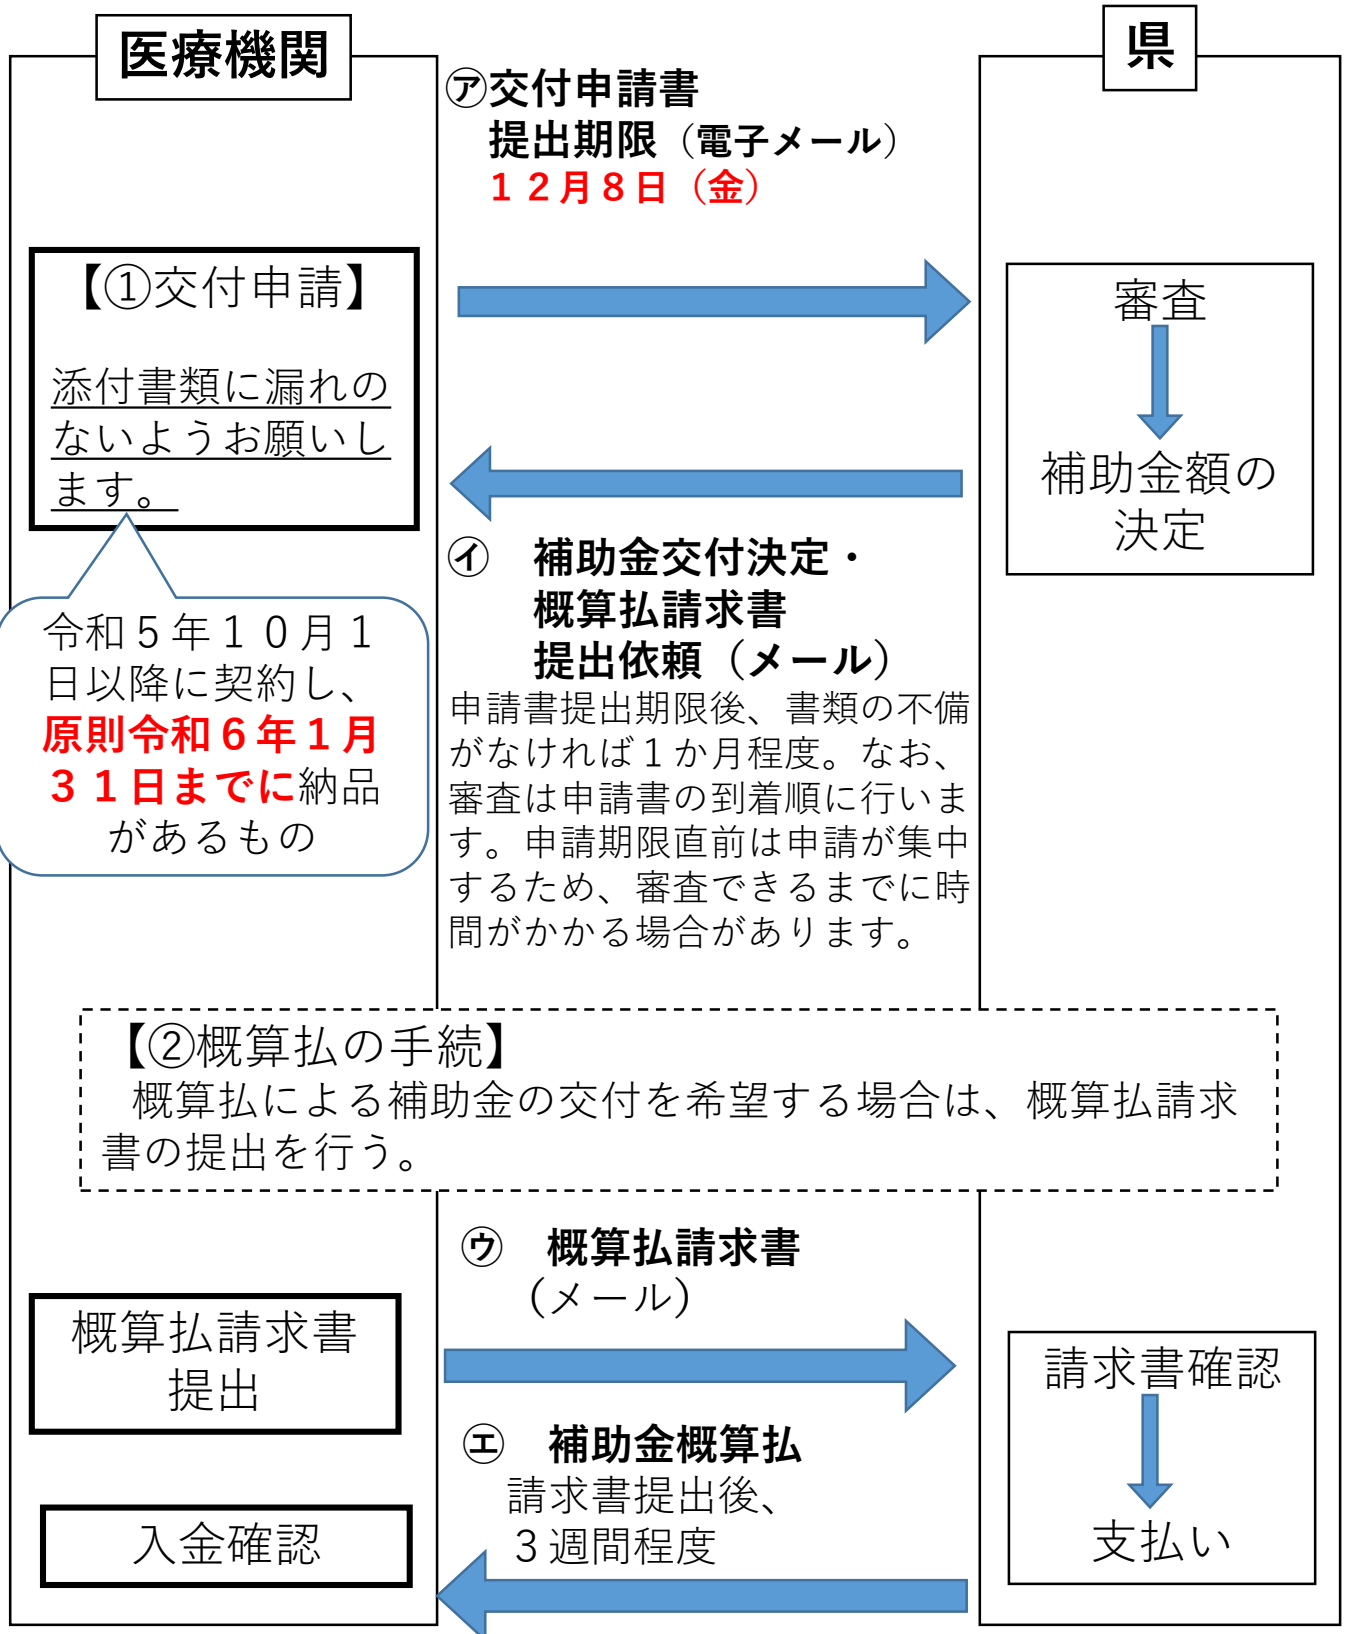 医療機関
県
㋐交付申請書
提出期限（電子メール）
１２月８日（金）
【①交付申請】
添付書類に漏れの
ないようお願いし
ます。
審査
補助金額の
決定
㋑　補助金交付決定・
概算払請求書
提出依頼（メール）
申請書提出期限後、書類の不備
がなければ１か月程度。なお、
審査は申請書の到着順に行いま
す。申請期限直前は申請が集中
するため、審査できるまでに時
間がかかる場合があります。
令和５年１０月１
日以降に契約し、
原則令和６年１月
３１日までに納品
があるもの
【②概算払の手続】
概算払による補助金の交付を希望する場合は、概算払請求
書の提出を行う。
㋒　概算払請求書
（メール）
概算払請求書
提出
請求書確認
支払い
㋓　補助金概算払
請求書提出後、
３週間程度
入金確認